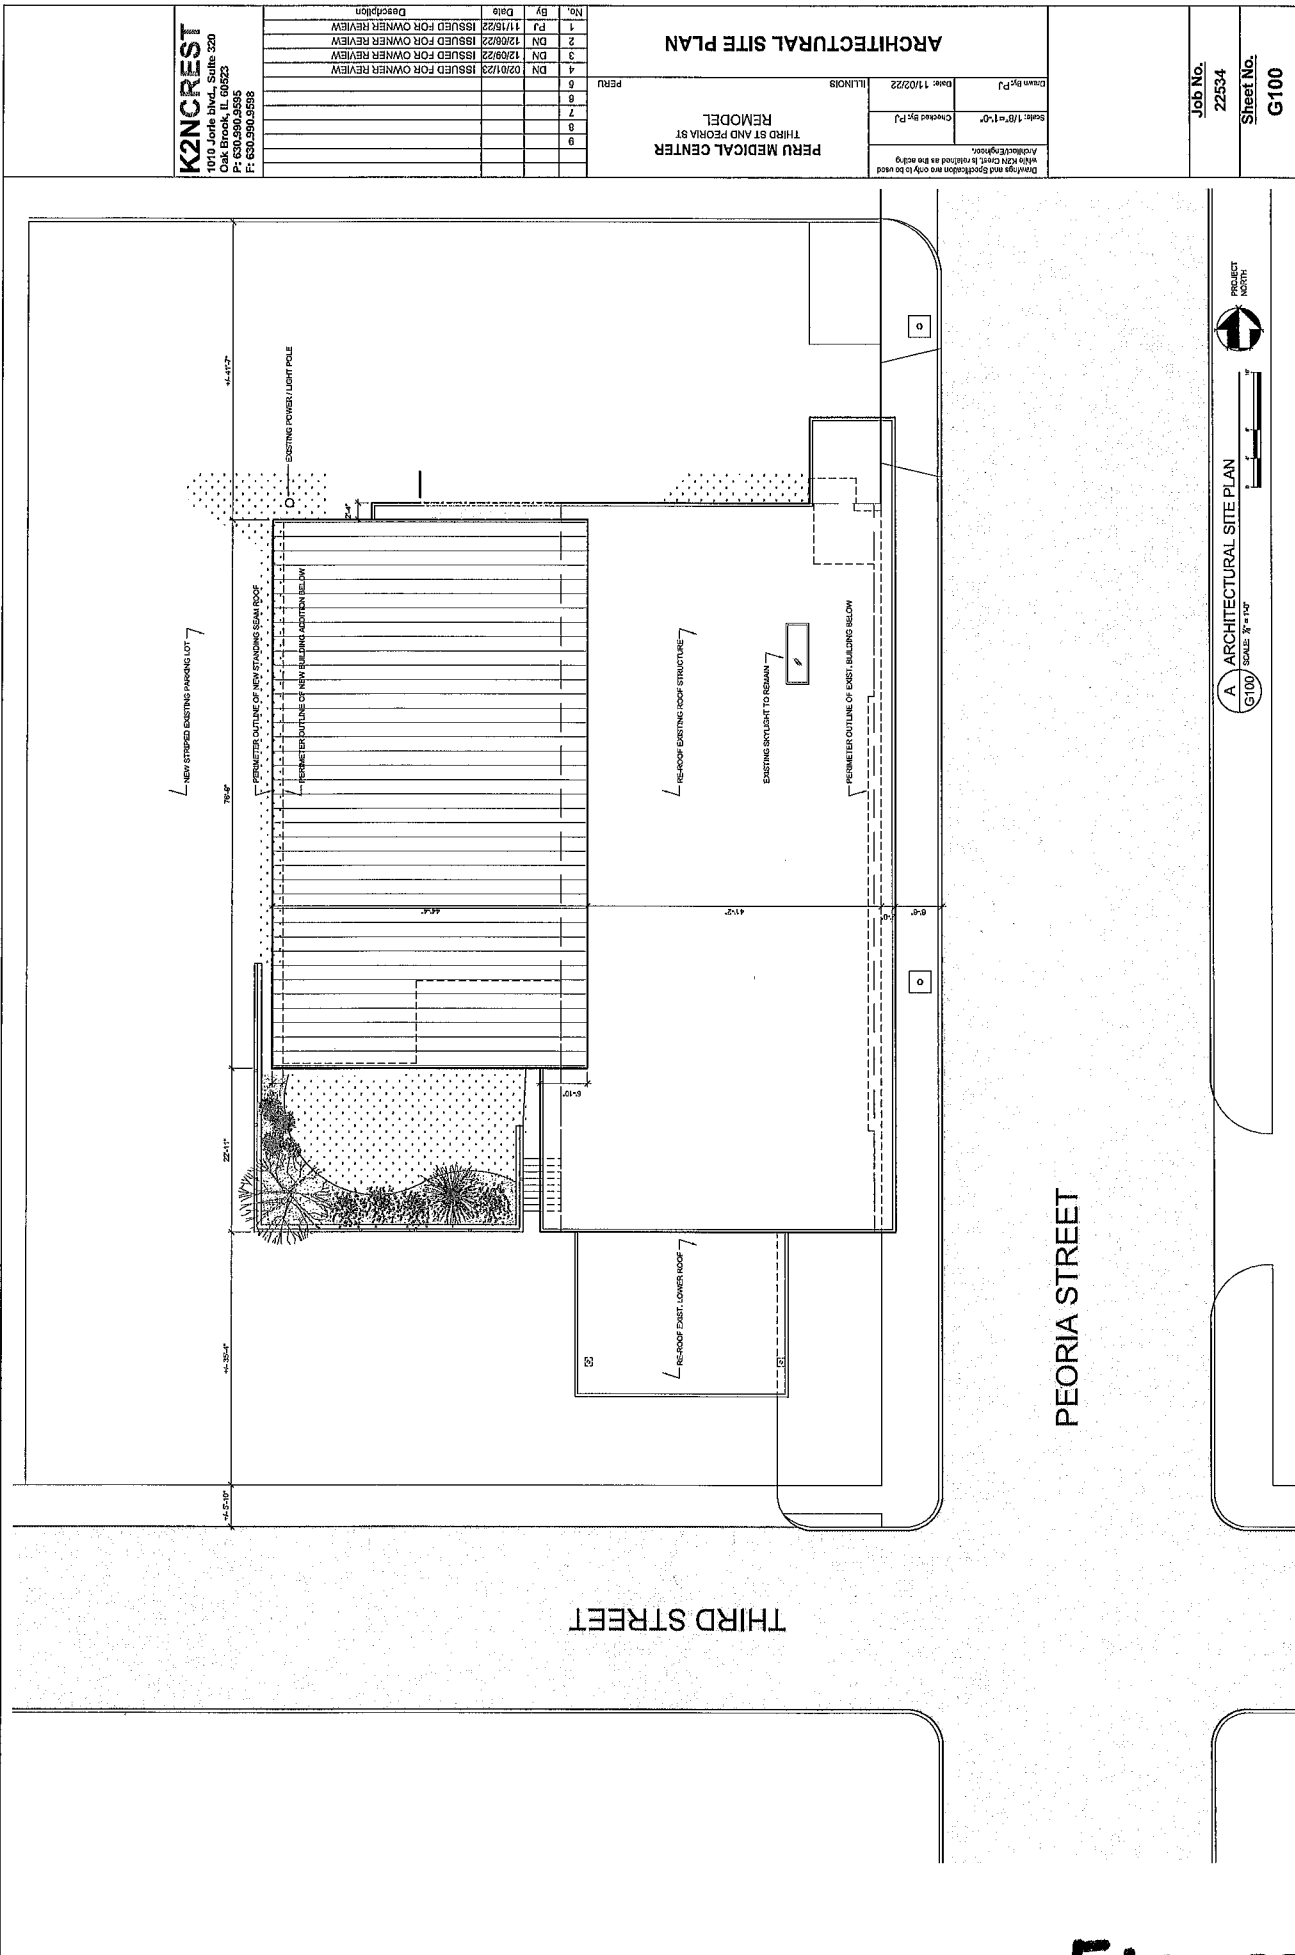 K2NCREST
1010 Jorie blvd., Suite 320
Oak Brook, IL 60523
P: 630.990.9595
F: 630.990.9598
No. By Date Description
1 PJ 11/15/22 ISSUED FOR OWNER REVIEW
2 DN 12/08/22 ISSUED FOR OWNER REVIEW
3 DN 12/09/22 ISSUED FOR OWNER REVIEW
4 DN 02/01/23 ISSUED FOR OWNER REVIEW
5
6
7
8
9
PERU MEDICAL CENTER
THIRD ST AND PEORIA ST
REMODEL
PERU
ILLINOIS
ARCHITECTURAL SITE PLAN
Drawings and Specification are only to be used
while K2N Crest, is retained as the acting
Architect/Engineer.
Scale: 1/8"=1'-0"
Checked By: PJ
Drawn By: PJ
Date: 11/02/22
Job No.
22534
Sheet No.
G100
+/- 41'-7"
EXISTING POWER / LIGHT POLE
2'-4"
NEW STRIPED EXISTING PARKING LOT
PERIMETER OUTLINE OF NEW STANDING SEAM ROOF
PERIMETER OUTLINE OF NEW BUILDING ADDITION BELOW
RE-ROOF EXISTING ROOF STRUCTURE
EXISTING SKYLIGHT TO REMAIN
PERIMETER OUTLINE OF EXIST. BUILDING BELOW
44'-4"
41'-2"
22'-11"
+/- 35'-4"
+/- 5'-10"
RE-ROOF EXIST. LOWER ROOF
PROJECT
NORTH
A
G100
ARCHITECTURAL SITE PLAN
PEORIA STREET
THIRD STREET